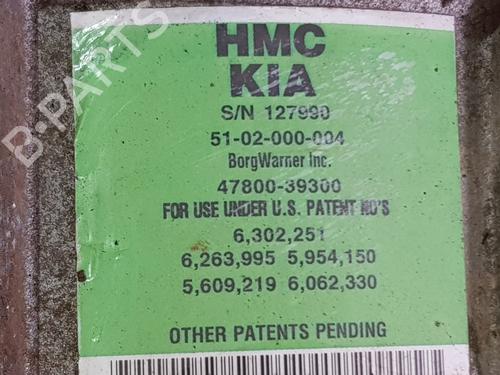 HMC
KIA
S/N 127990
51-02-000-004
BorgWarner Inc.
47800-39300
FOR USE UNDER U.S. PATENT NO'S
6,302,251
6,263,995 5,954,150
5,609,219 6,062,330
OTHER PATENTS PENDING
B-PARTS